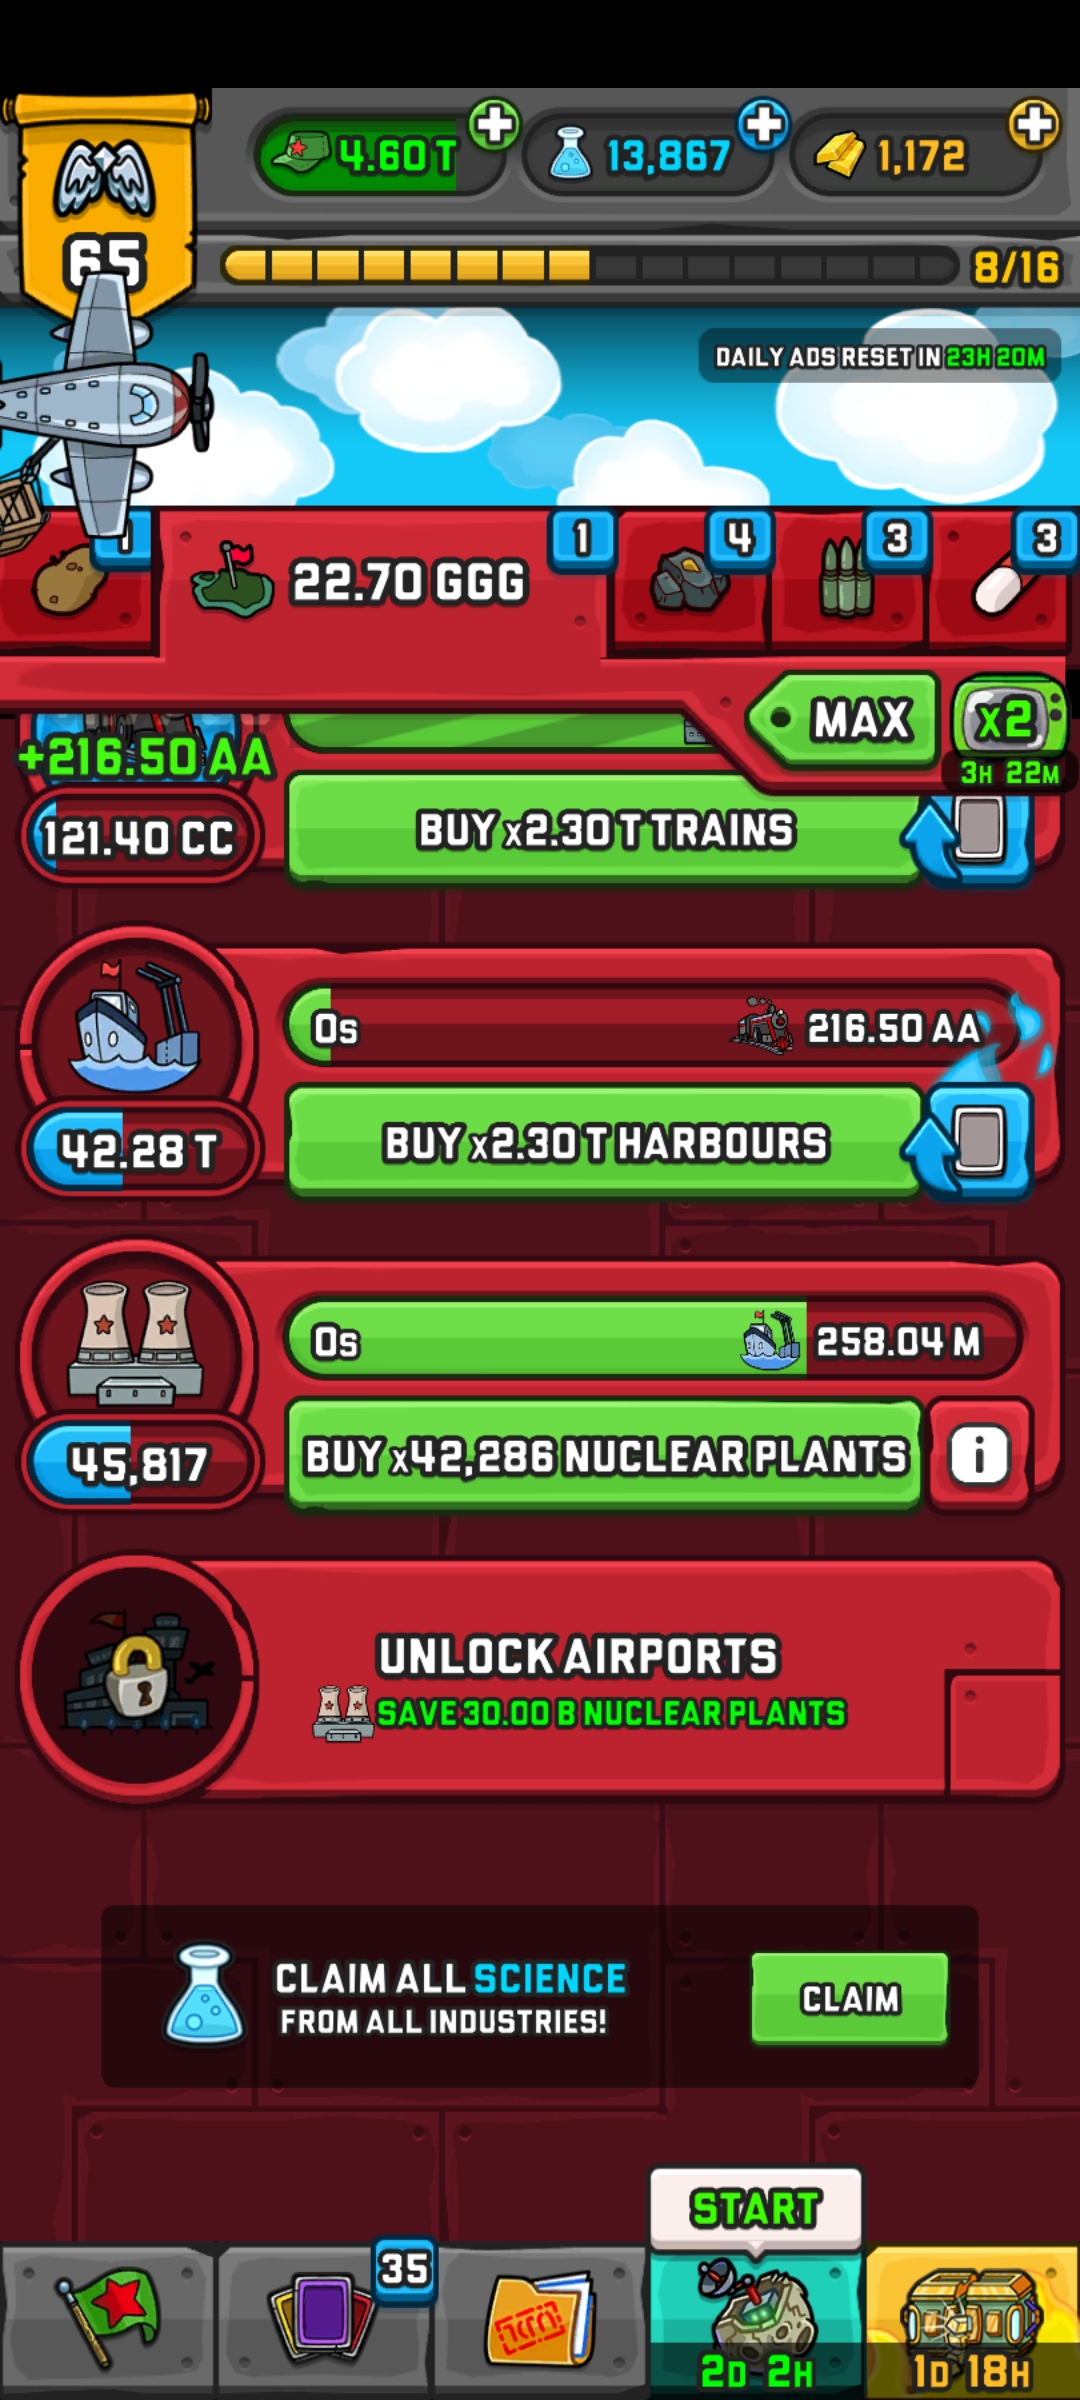 4.60 T
13,867
1,172
65
8/16
DAILY ADS RESET IN 23H 20M
1
22.70 GGG
1
4
3
3
MAX
x2
3H 22M
+216.50 AA
121.40 CC
BUY x2.30 T TRAINS
0s
216.50 AA
42.28 T
BUY x2.30 T HARBOURS
0s
258.04 M
45,817
BUY x42,286 NUCLEAR PLANTS
i
UNLOCK AIRPORTS
SAVE 30.00 B NUCLEAR PLANTS
CLAIM ALL SCIENCE
FROM ALL INDUSTRIES!
CLAIM
START
35
2D 2H
1D 18H